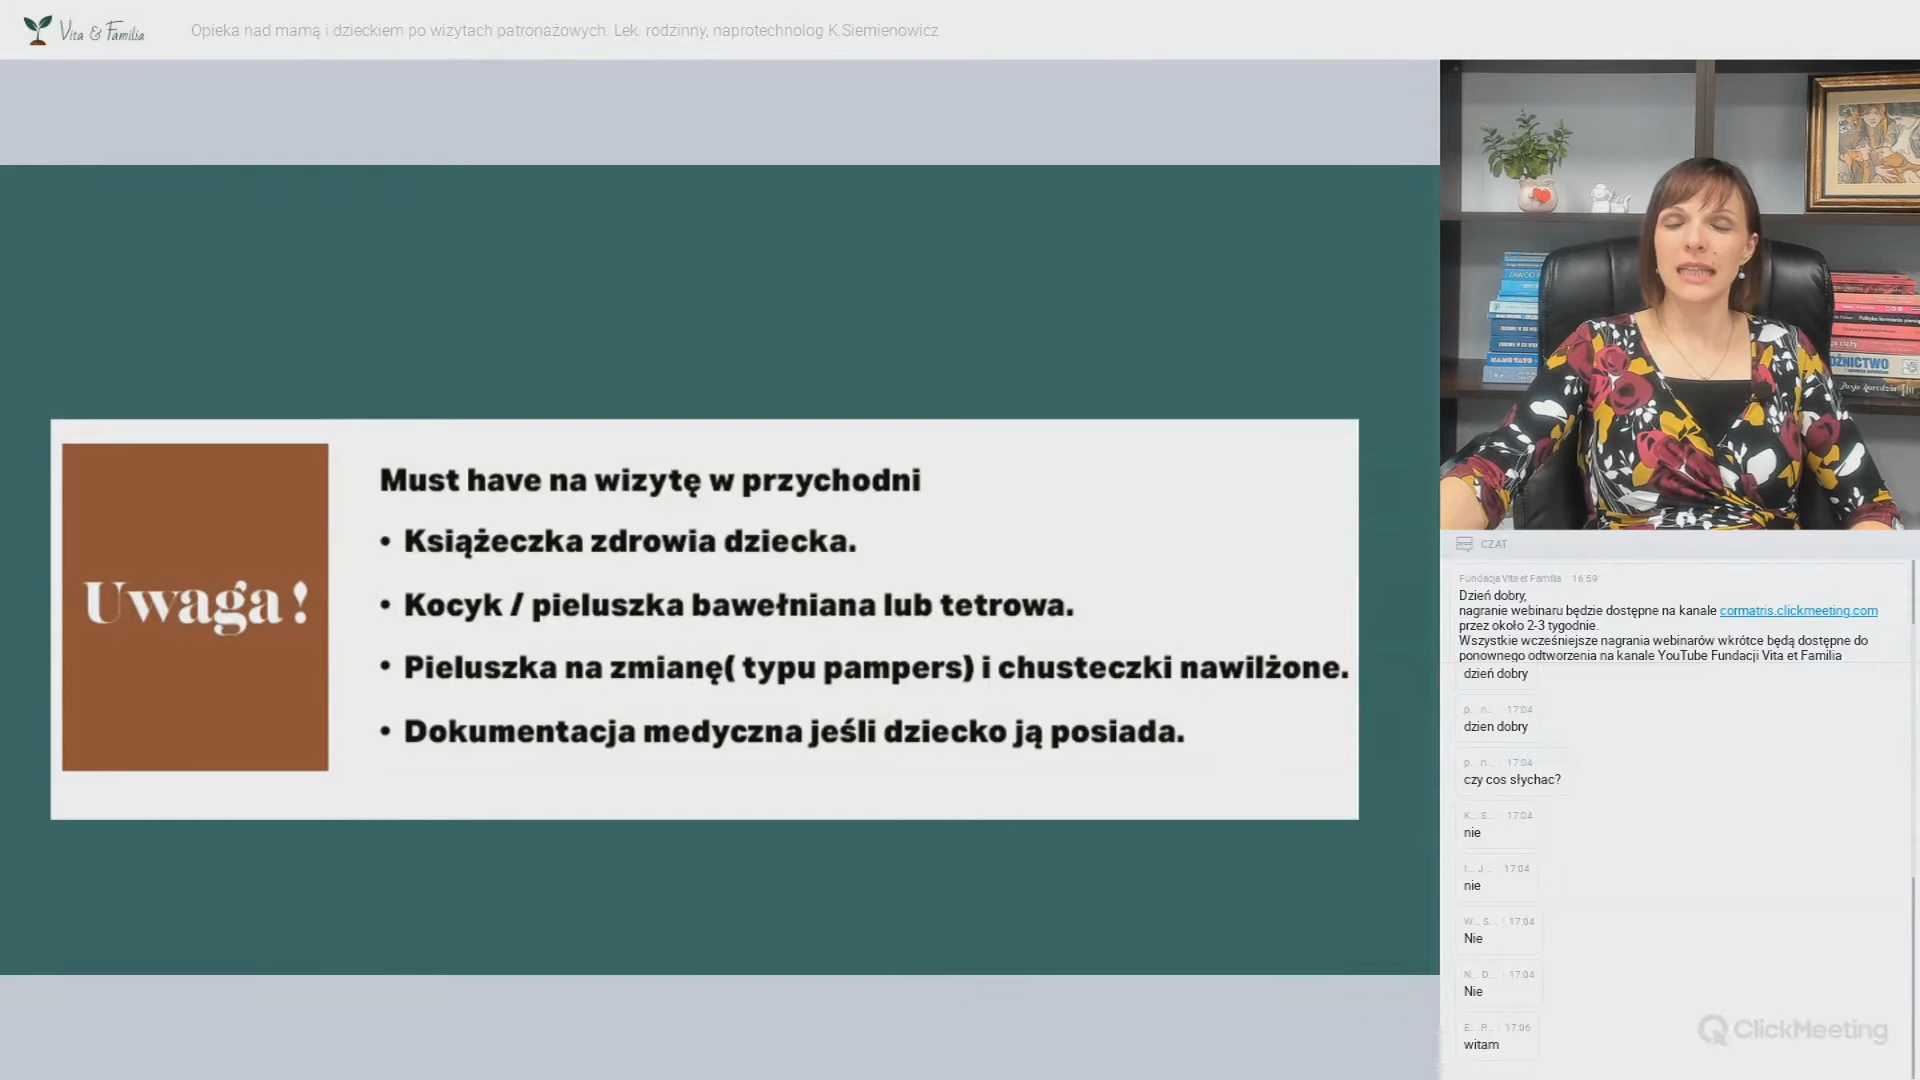 Vita & Familia
Opieka nad mamą i dzieckiem po wizytach patronażowych. Lek. rodzinny, naprotechnolog K.Siemienowicz
Uwaga!
Must have na wizytę w przychodni
• Książeczka zdrowia dziecka.
• Kocyk / pieluszka bawełniana lub tetrowa.
• Pieluszka na zmianę( typu pampers) i chusteczki nawilżone.
• Dokumentacja medyczna jeśli dziecko ją posiada.
CZAT
Fundacja Vita et Familia 16:59
Dzień dobry,
nagranie webinaru będzie dostępne na kanale cormatris.clickmeeting.com
przez około 2-3 tygodnie.
Wszystkie wcześniejsze nagrania webinarów wkrótce będą dostępne do
ponownego odtworzenia na kanale YouTube Fundacji Vita et Familia
dzień dobry
p... n... 17:04
dzien dobry
p... n... 17:04
czy cos słychac?
K... S... 17:04
nie
I... J... 17:04
nie
W... S... 17:04
Nie
N... D... 17:04
Nie
E... P... 17:06
witam
ClickMeeting